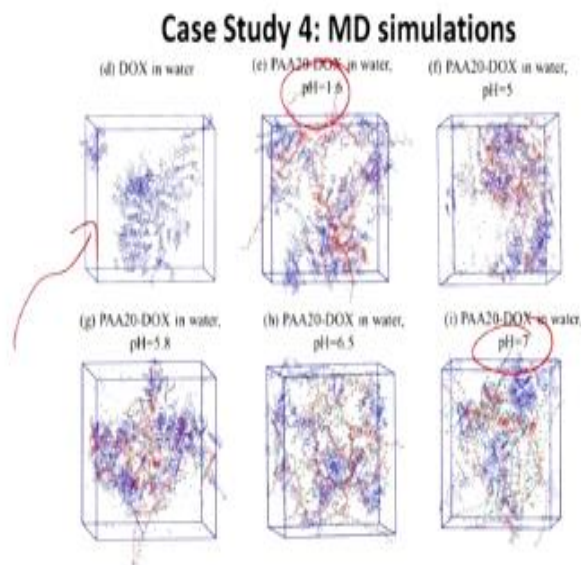 Case Study 4: MD simulations
(d) DOX in water
(e) PAA20-DOX in water,
pH=1.6
(f) PAA20-DOX in water,
pH=5
(g) PAA20-DOX in water,
pH=5.8
(h) PAA20-DOX in water,
pH=6.5
(i) PAA20-DOX in water,
pH=7